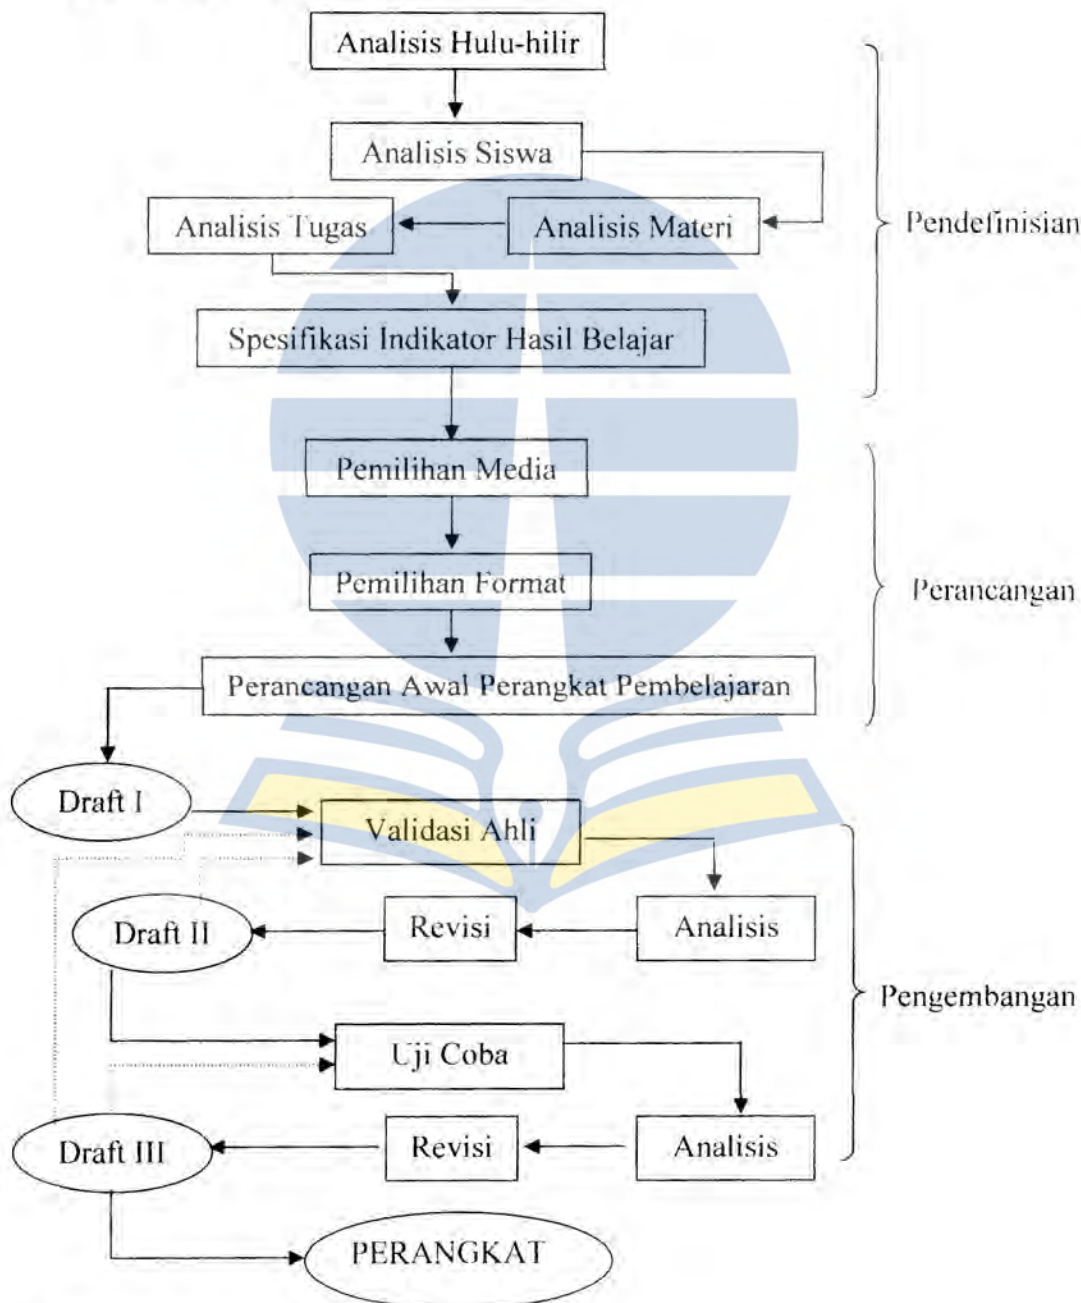 Analisis Hulu-hilir
Analisis Siswa
Analisis Tugas
Analisis Materi
Pendefinisian
Spesifikasi Indikator Hasil Belajar
Pemilihan Media
Pemilihan Format
Perancangan
Perancangan Awal Perangkat Pembelajaran
Draft I
Validasi Ahli
Draft II
Revisi
Analisis
Pengembangan
Uji Coba
Draft III
Revisi
Analisis
PERANGKAT